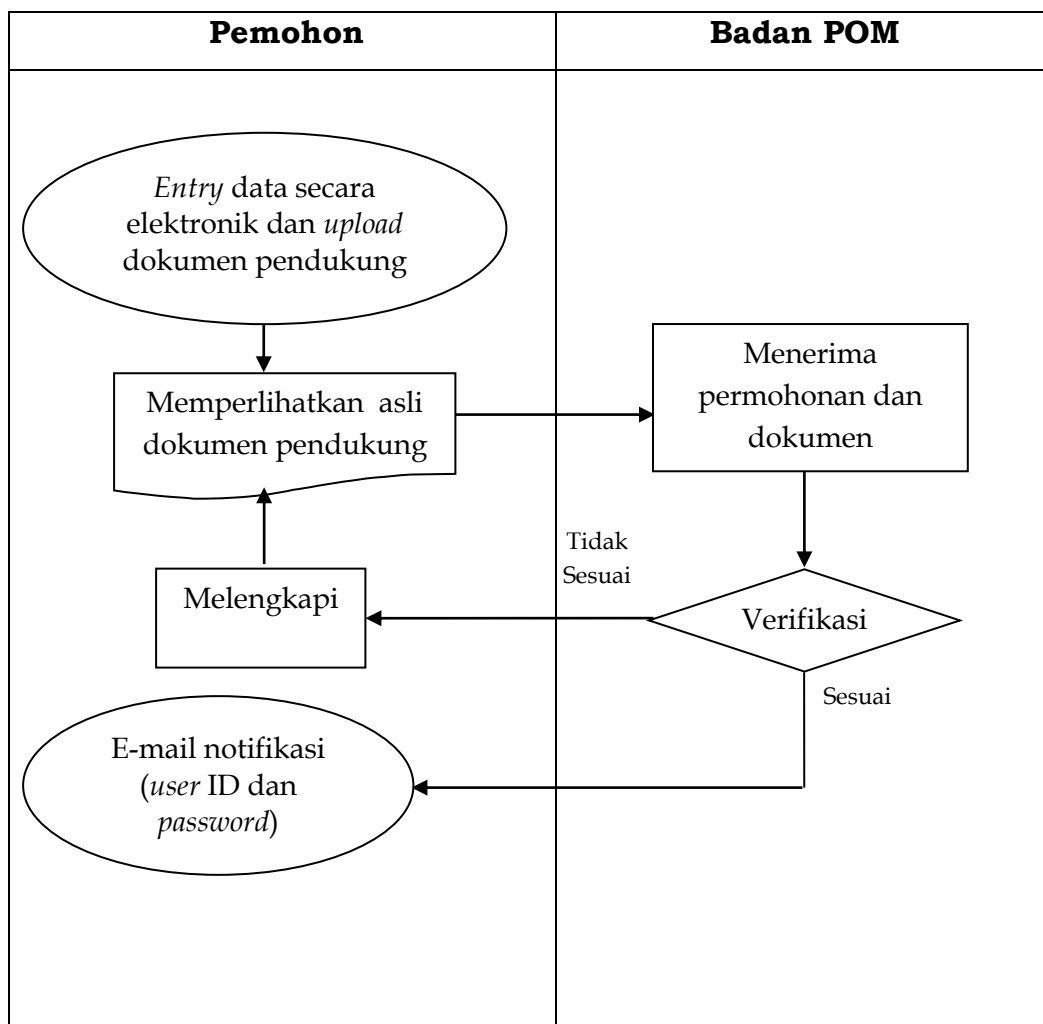 Pemohon
Badan POM
Entry data secara
elektronik dan upload
dokumen pendukung
Memperlihatkan asli
dokumen pendukung
Menerima
permohonan dan
dokumen
Tidak
Sesuai
Melengkapi
Verifikasi
Sesuai
E-mail notifikasi
(user ID dan
password)